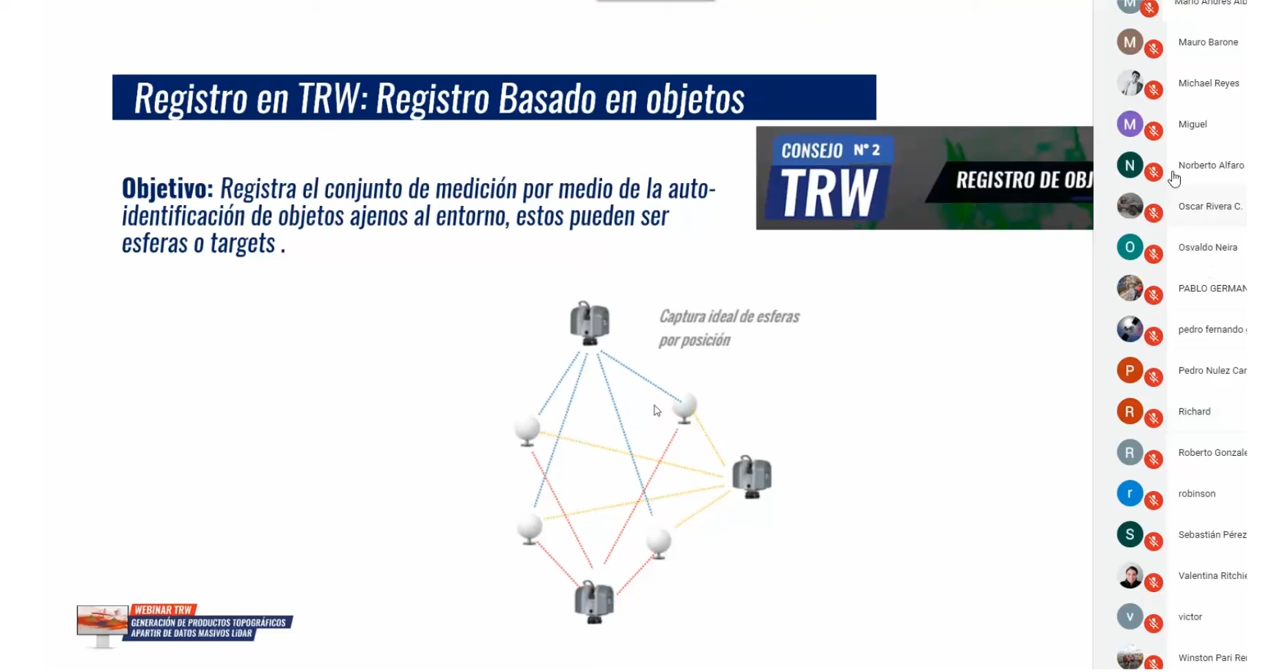 Registro en TRW: Registro Basado en objetos
CONSEJO N° 2
TRW
REGISTRO DE OBJ
Objetivo: Registra el conjunto de medición por medio de la auto-
identificación de objetos ajenos al entorno, estos pueden ser
esferas o targets .
Captura ideal de esferas
por posición
WEBINAR TRW
GENERACIÓN DE PRODUCTOS TOPOGRÁFICOS
APARTIR DE DATOS MASIVOS LiDAR
M
Mario Andrés Alb
M
Mauro Barone
Michael Reyes
M
Miguel
N
Norberto Alfaro
Oscar Rivera C.
O
Osvaldo Neira
PABLO GERMAN
pedro fernando g
P
Pedro Nulez Car
R
Richard
R
Roberto Gonzale
r
robinson
S
Sebastián Pérez
Valentina Ritchie
v
victor
Winston Pari Re